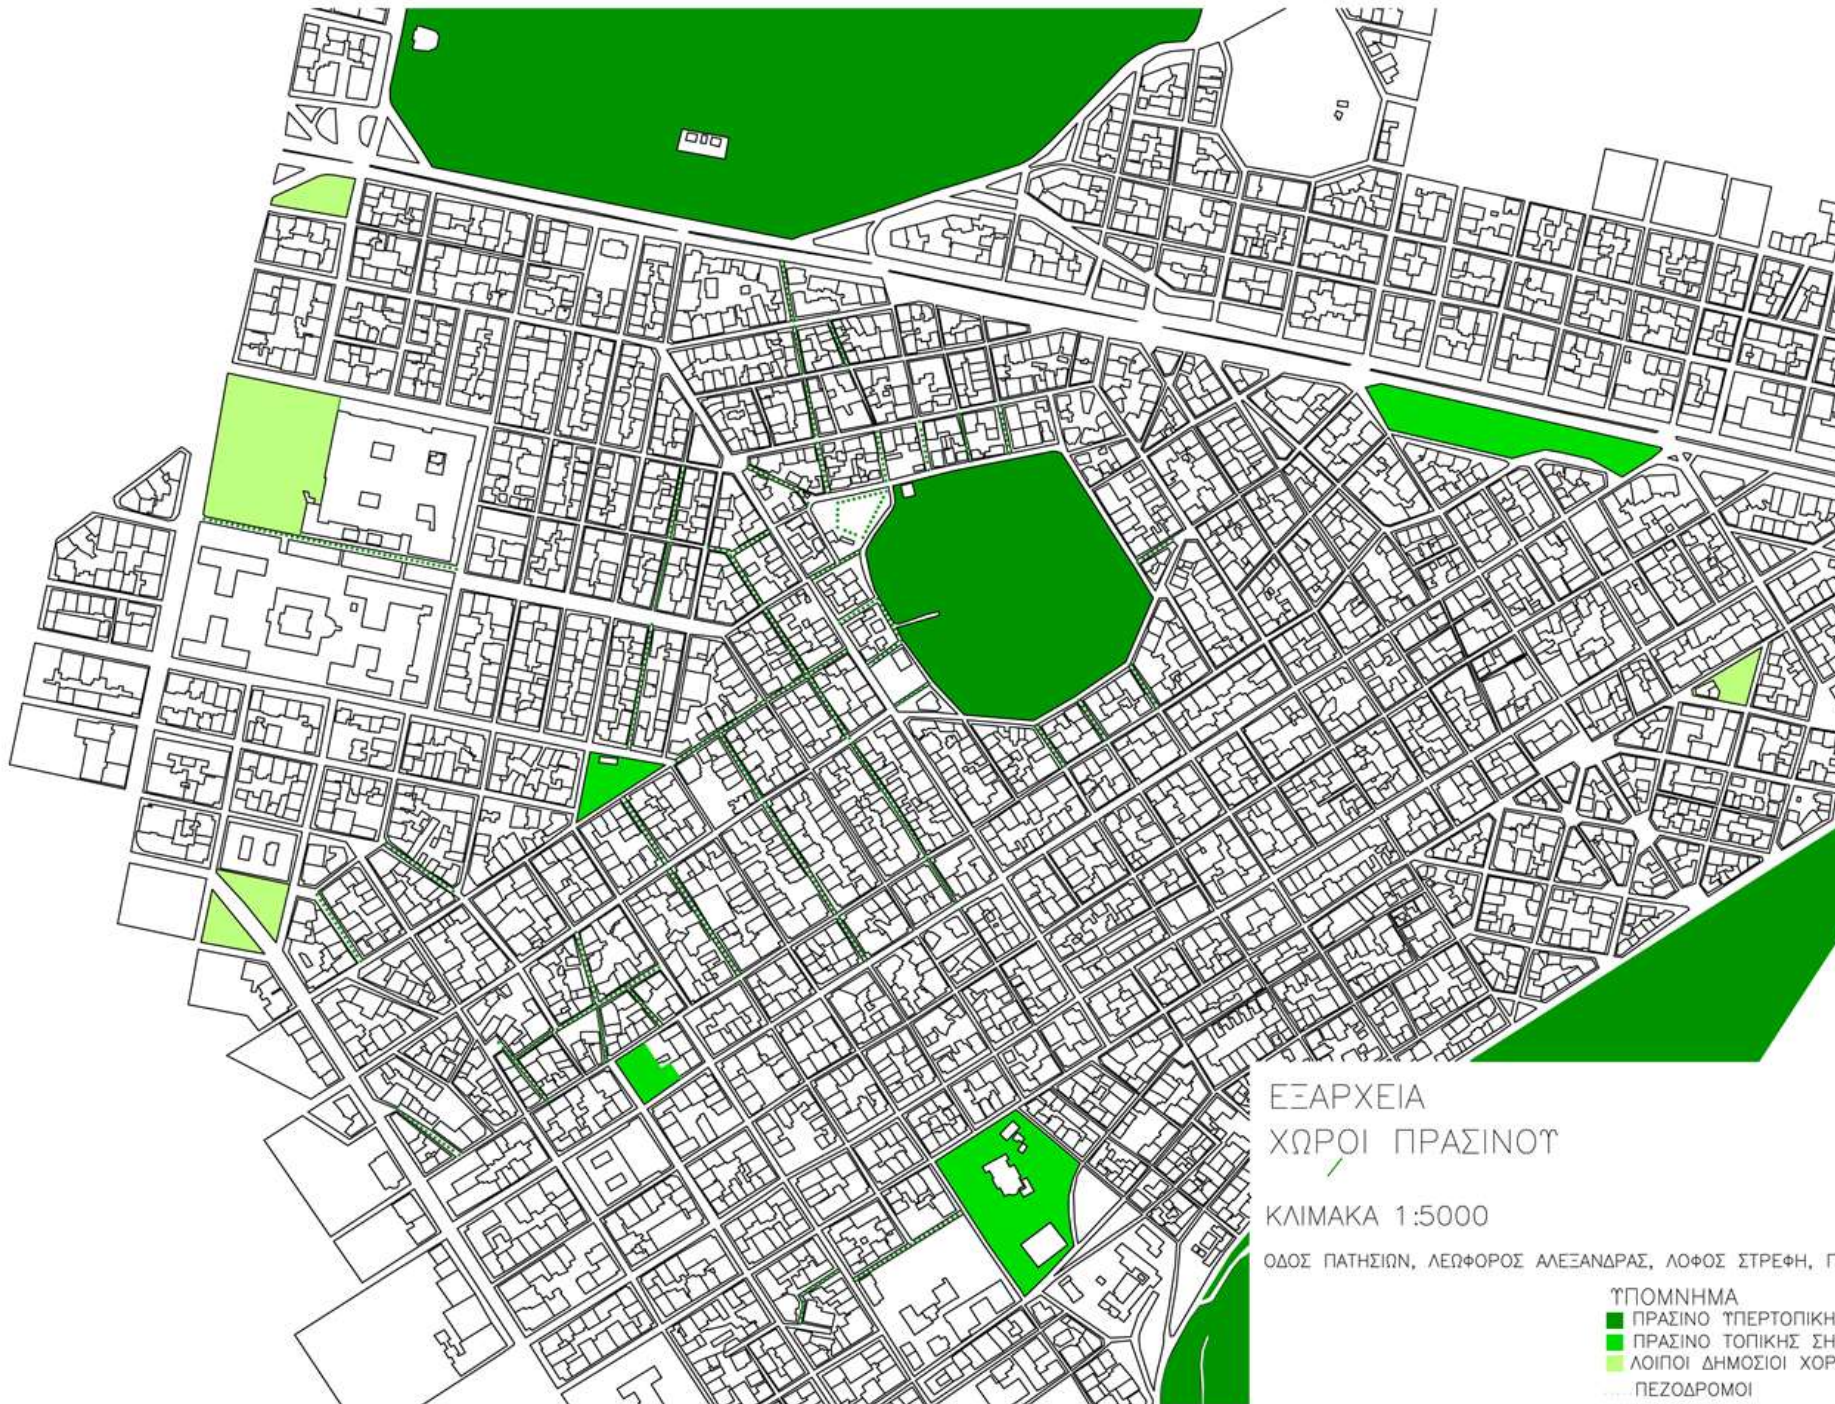 ΕΞΑΡΧΕΙΑ
ΧΩΡΟΙ ΠΡΑΣΙΝΟΥ
ΚΛΙΜΑΚΑ 1:5000
ΟΔΟΣ ΠΑΤΗΣΙΩΝ, ΛΕΩΦΟΡΟΣ ΑΛΕΞΑΝΔΡΑΣ, ΛΟΦΟΣ ΣΤΡΕΦΗ,
ΥΠΟΜΝΗΜΑ
ΠΡΑΣΙΝΟ ΥΠΕΡΤΟΠΙΚΗ
ΠΡΑΣΙΝΟ ΤΟΠΙΚΗΣ ΣΗ
ΛΟΙΠΟΙ ΔΗΜΟΣΙΟΙ ΧΟΡ
ΠΕΖΟΔΡΟΜΟΙ